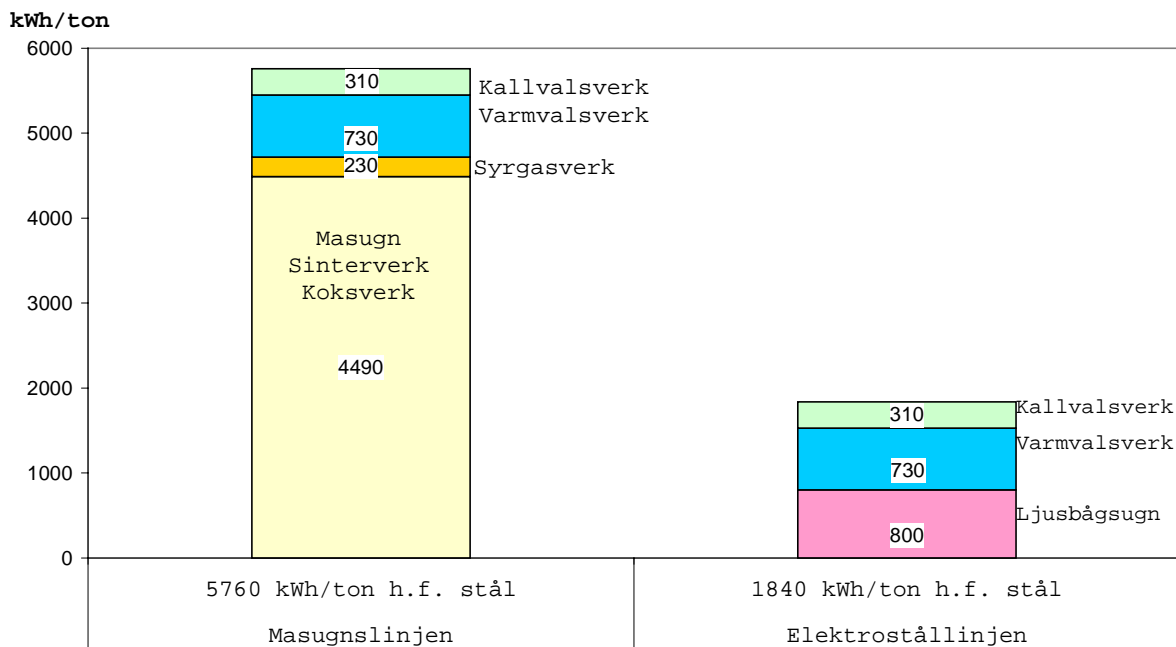 kWh/ton
6000
5000
4000
3000
2000
1000
0
310
Kallvalsverk
730
Varmvalsverk
230
Syrgasverk
Masugn
Sinterverk
Koksverk
4490
310
Kallvalsverk
730
Varmvalsverk
800
Ljusbågsugn
5760 kWh/ton h.f. stål
1840 kWh/ton h.f. stål
Masugnslinjen
Elektrostållinjen